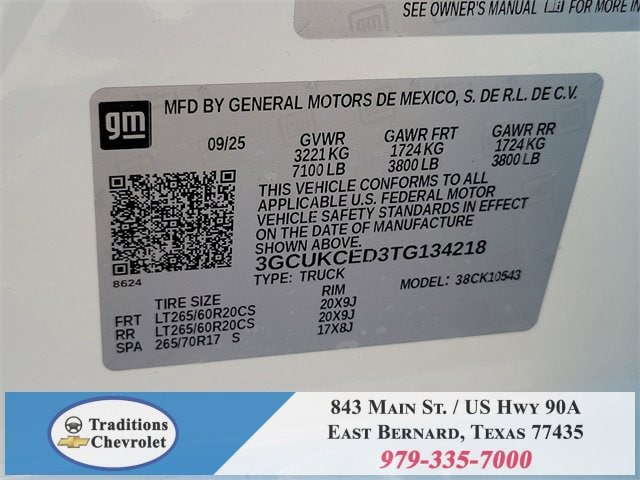 SEE OWNER'S MANUAL FOR MORE IN
gm
MFD BY GENERAL MOTORS DE MEXICO, S. DE R.L. DE C.V.
09/25 GVWR GAWR FRT GAWR RR
3221 KG 1724 KG 1724 KG
7100 LB 3800 LB 3800 LB
THIS VEHICLE CONFORMS TO ALL
APPLICABLE U.S. FEDERAL MOTOR
VEHICLE SAFETY STANDARDS IN EFFECT
ON THE DATE OF MANUFACTURE
SHOWN ABOVE.
3GCUKCED3TG134218
8624
TYPE: TRUCK MODEL: 38CK10543
TIRE SIZE RIM
FRT LT265/60R20CS 20X9J
RR LT265/60R20CS 20X9J
SPA 265/70R17 S 17X8J
Traditions
Chevrolet
843 MAIN ST. / US HWY 90A
EAST BERNARD, TEXAS 77435
979-335-7000